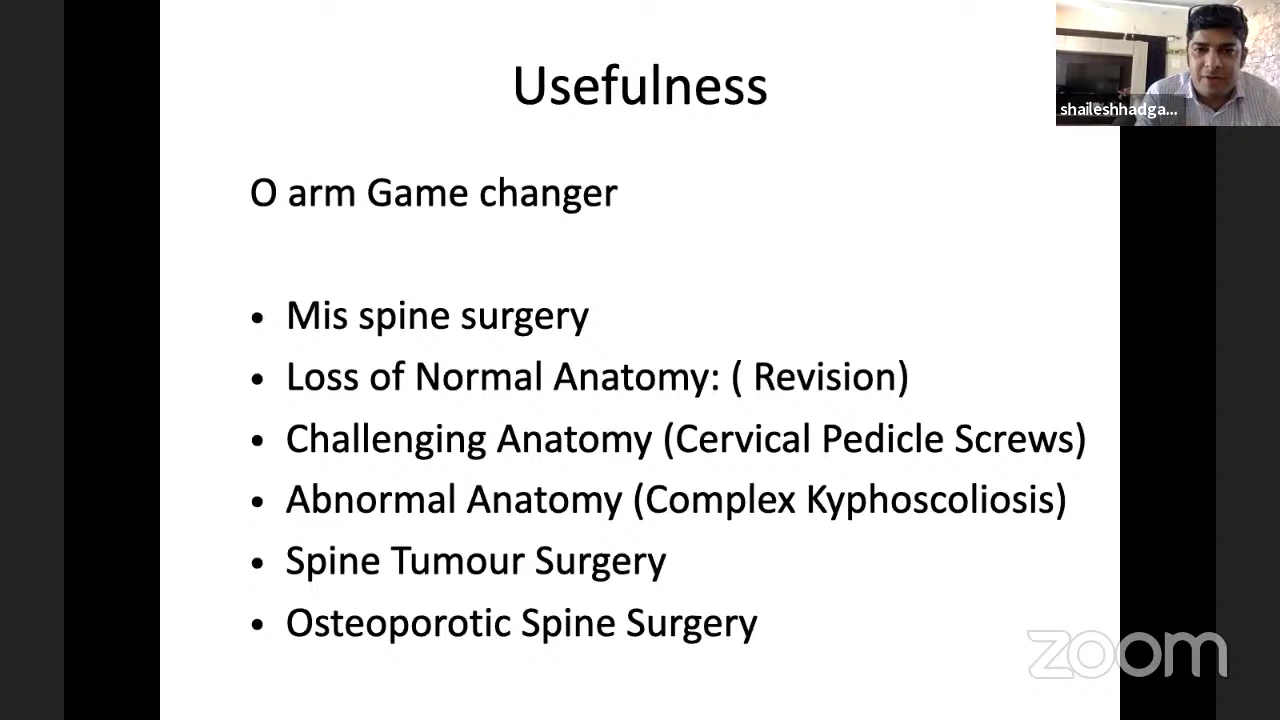 Usefulness
shaileshhadga...
O arm Game changer
• Mis spine surgery
• Loss of Normal Anatomy: ( Revision)
• Challenging Anatomy (Cervical Pedicle Screws)
• Abnormal Anatomy (Complex Kyphoscoliosis)
• Spine Tumour Surgery
• Osteoporotic Spine Surgery
zoom